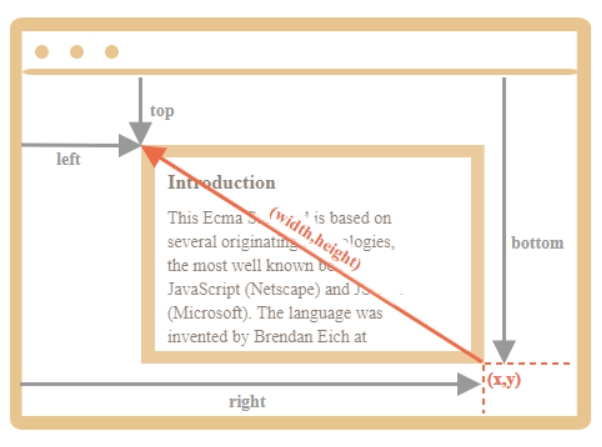 top
left
Introduction
This Ecma is based on
several originating
the most well known
JavaScript (Netscape) and
(Microsoft). The language was
invented by Brendan Eich at
(width,height)
bottom
(x,y)
right